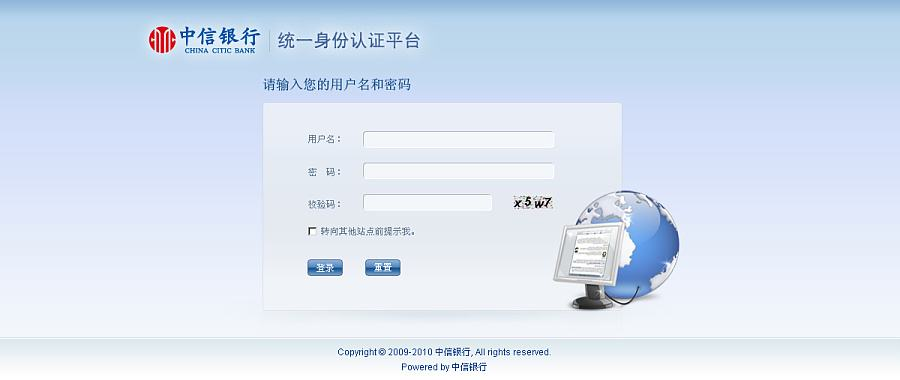 中信银行 统一身份认证平台
CHINA CITIC BANK
请输入您的用户名和密码
用户名:
密 码:
校验码: x5w7
转向其他站点前提示我。
登录 重置
Copyright © 2009-2010 中信银行, All rights reserved.
Powered by 中信银行